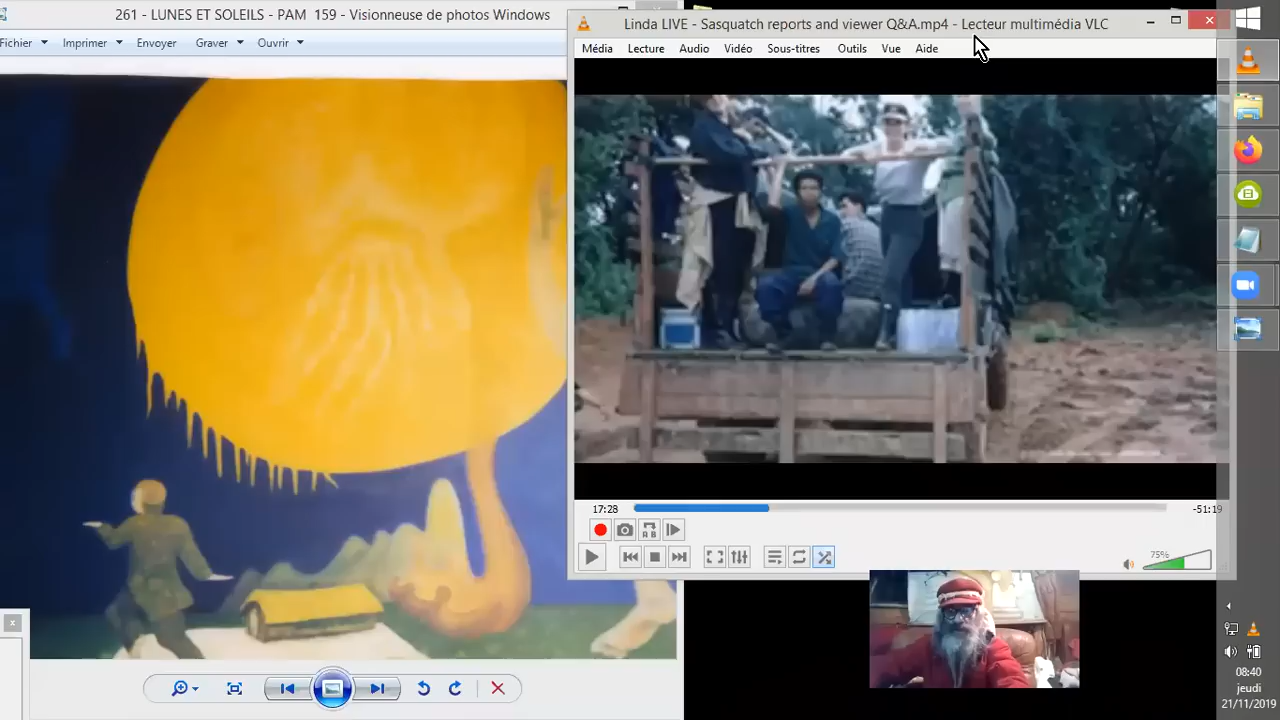 261 - LUNES ET SOLEILS - PAM  159 - Visionneuse de photos Windows
Fichier Imprimer Envoyer Graver Ouvrir
Linda LIVE - Sasquatch reports and viewer Q&A.mp4 - Lecteur multimédia VLC
Média Lecture Audio Vidéo Sous-titres Outils Vue Aide
17:28
-51:19
A B
75%
x
08:40
jeudi
21/11/2019